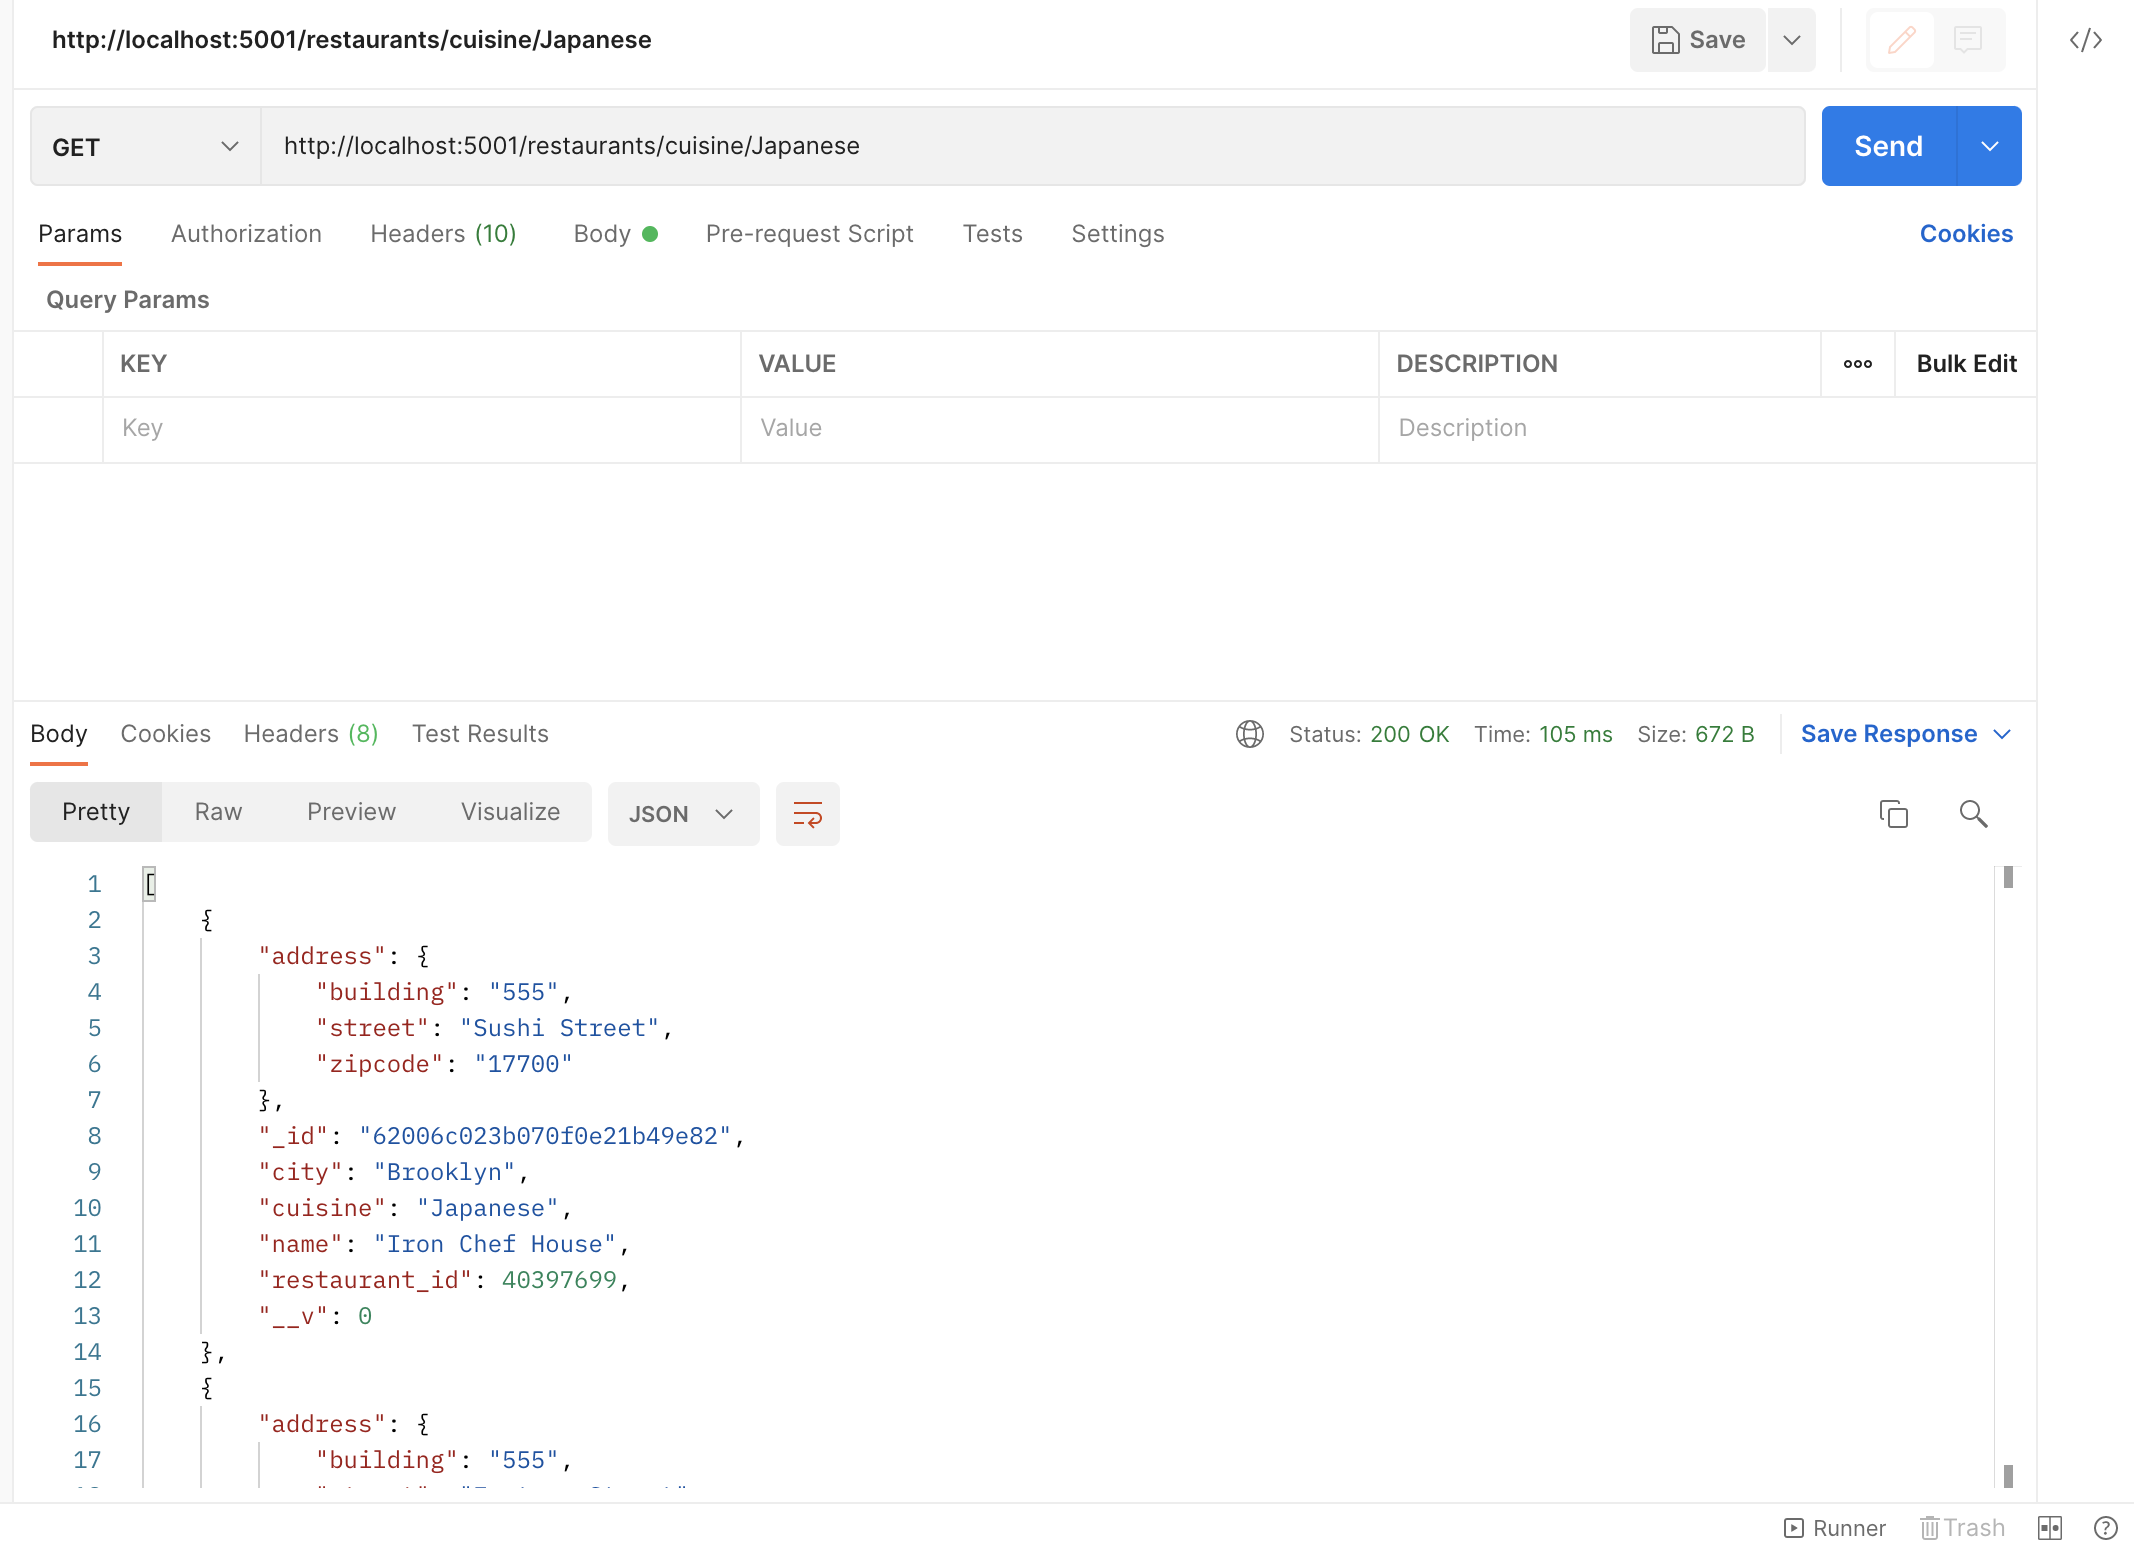 http://localhost:5001/restaurants/cuisine/Japanese
Save
GET http://localhost:5001/restaurants/cuisine/Japanese Send
Params Authorization Headers (10) Body Pre-request Script Tests Settings Cookies
Query Params
KEY VALUE DESCRIPTION Bulk Edit
Key Value Description
Body Cookies Headers (8) Test Results Status: 200 OK Time: 105 ms Size: 672 B Save Response
Pretty Raw Preview Visualize JSON
1 [
2 {
3 "address": {
4 "building": "555",
5 "street": "Sushi Street",
6 "zipcode": "17700"
7 },
8 "_id": "62006c023b070f0e21b49e82",
9 "city": "Brooklyn",
10 "cuisine": "Japanese",
11 "name": "Iron Chef House",
12 "restaurant_id": 40397699,
13 "__v": 0
14 },
15 {
16 "address": {
17 "building": "555",
Runner Trash